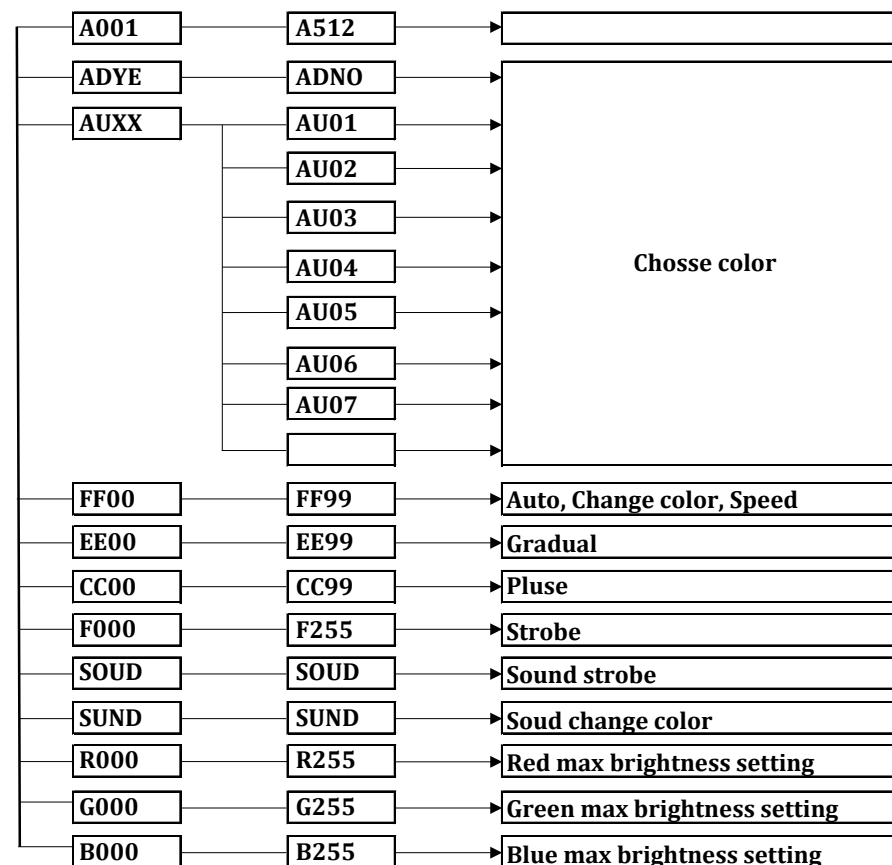 A001 A512
ADYE ADNO
AUXX AU01
AU02
AU03
AU04 Chosse color
AU05
AU06
AU07
FF00 FF99 Auto, Change color, Speed
EE00 EE99 Gradual
CC00 CC99 Pluse
F000 F255 Strobe
SOUD SOUD Sound strobe
SUND SUND Soud change color
R000 R255 Red max brightness setting
G000 G255 Green max brightness setting
B000 B255 Blue max brightness setting